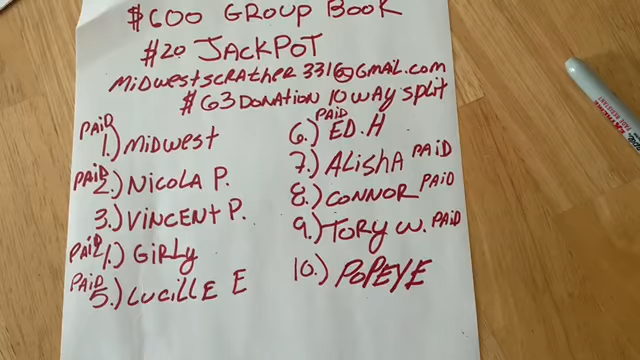 $600 GROUP BOOK
$20 JACKPOT
MIDWESTSCRATHER331@GMAIL.COM
$63 DONATION 10 WAY SPLIT
PAID 1.) MIDWEST
PAID 2.) NICOLA P.
3.) VINCENT P.
PAID 1.) GIRLY
PAID 5.) LUCILLE E
PAID 6.) ED.H
7.) ALISHA PAID
8.) CONNOR PAID
9.) TORY W. PAID
10.) POPEYE